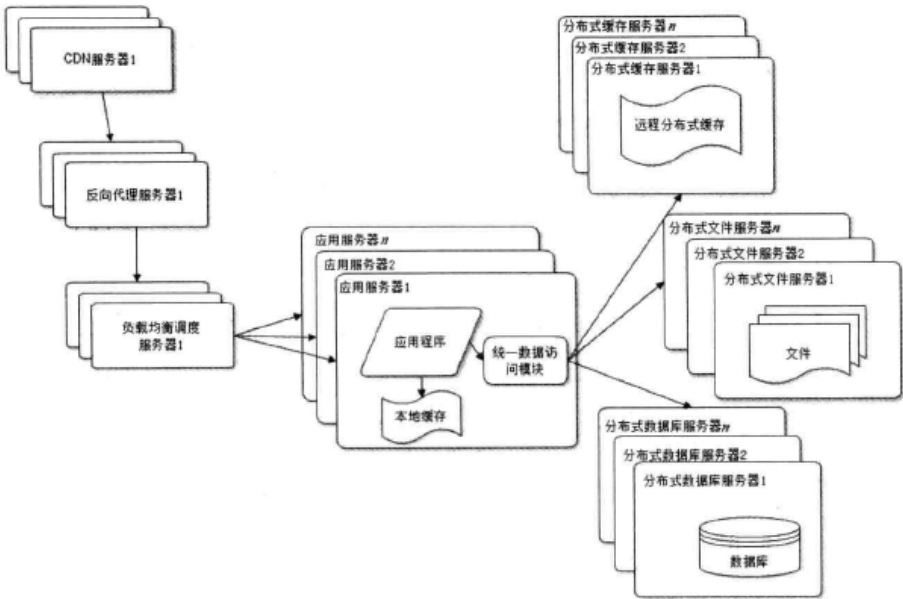 CDN服务器1
反向代理服务器1
负载均衡调度
服务器1
应用服务器n
应用服务器2
应用服务器1
应用程序
统一数据访
问模块
本地缓存
分布式缓存服务器n
分布式缓存服务器2
分布式缓存服务器1
远程分布式缓存
分布式文件服务器n
分布式文件服务器2
分布式文件服务器1
文件
分布式数据库服务器n
分布式数据库服务器2
分布式数据库服务器1
数据库